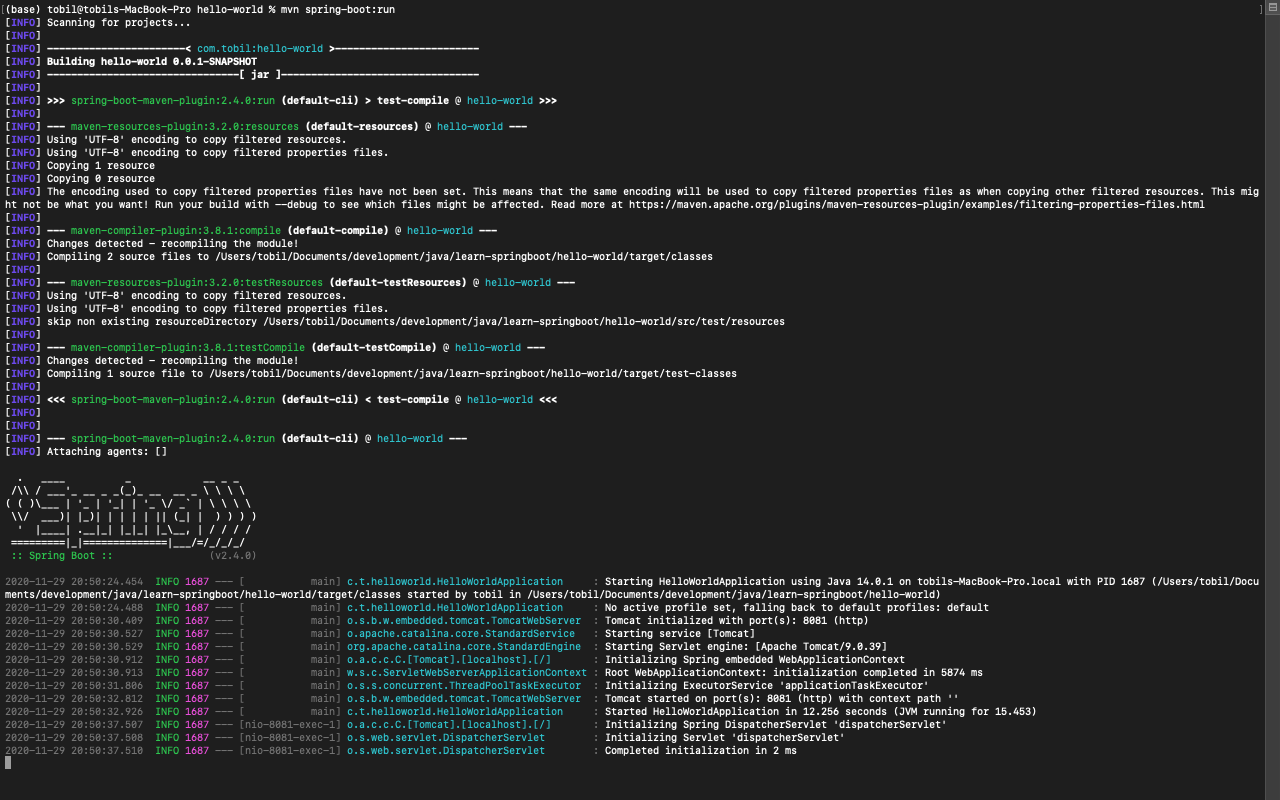 [(base) tobil@tobils-MacBook-Pro hello-world % mvn spring-boot:run ]
[INFO] Scanning for projects...
[INFO]
[INFO] -----------------------< com.tobil:hello-world >------------------------
[INFO] Building hello-world 0.0.1-SNAPSHOT
[INFO] --------------------------------[ jar ]---------------------------------
[INFO]
[INFO] >>> spring-boot-maven-plugin:2.4.0:run (default-cli) > test-compile @ hello-world >>>
[INFO]
[INFO] --- maven-resources-plugin:3.2.0:resources (default-resources) @ hello-world ---
[INFO] Using 'UTF-8' encoding to copy filtered resources.
[INFO] Using 'UTF-8' encoding to copy filtered properties files.
[INFO] Copying 1 resource
[INFO] Copying 0 resource
[INFO] The encoding used to copy filtered properties files have not been set. This means that the same encoding will be used to copy filtered properties files as when copying other filtered resources. This mig
ht not be what you want! Run your build with --debug to see which files might be affected. Read more at https://maven.apache.org/plugins/maven-resources-plugin/examples/filtering-properties-files.html
[INFO]
[INFO] --- maven-compiler-plugin:3.8.1:compile (default-compile) @ hello-world ---
[INFO] Changes detected - recompiling the module!
[INFO] Compiling 2 source files to /Users/tobil/Documents/development/java/learn-springboot/hello-world/target/classes
[INFO]
[INFO] --- maven-resources-plugin:3.2.0:testResources (default-testResources) @ hello-world ---
[INFO] Using 'UTF-8' encoding to copy filtered resources.
[INFO] Using 'UTF-8' encoding to copy filtered properties files.
[INFO] skip non existing resourceDirectory /Users/tobil/Documents/development/java/learn-springboot/hello-world/src/test/resources
[INFO]
[INFO] --- maven-compiler-plugin:3.8.1:testCompile (default-testCompile) @ hello-world ---
[INFO] Changes detected - recompiling the module!
[INFO] Compiling 1 source file to /Users/tobil/Documents/development/java/learn-springboot/hello-world/target/test-classes
[INFO]
[INFO] <<< spring-boot-maven-plugin:2.4.0:run (default-cli) < test-compile @ hello-world <<<
[INFO]
[INFO]
[INFO] --- spring-boot-maven-plugin:2.4.0:run (default-cli) @ hello-world ---
[INFO] Attaching agents: []
  .   ____          _            __ _ _
 /\\ / ___'_ __ _ _(_)_ __  __ _ \ \ \ \
( ( )\___ | '_ | '_| | '_ \/ _` | \ \ \ \
 \\/  ___)| |_)| | | | | || (_| |  ) ) ) )
  '  |____| .__|_| |_|_| |_\__, | / / / /
 =========|_|==============|___/=/_/_/_/
 :: Spring Boot ::                (v2.4.0)
2020-11-29 20:50:24.454  INFO 1687 --- [           main] c.t.helloworld.HelloWorldApplication     : Starting HelloWorldApplication using Java 14.0.1 on tobils-MacBook-Pro.local with PID 1687 (/Users/tobil/Docu
ments/development/java/learn-springboot/hello-world/target/classes started by tobil in /Users/tobil/Documents/development/java/learn-springboot/hello-world)
2020-11-29 20:50:24.488  INFO 1687 --- [           main] c.t.helloworld.HelloWorldApplication     : No active profile set, falling back to default profiles: default
2020-11-29 20:50:30.409  INFO 1687 --- [           main] o.s.b.w.embedded.tomcat.TomcatWebServer  : Tomcat initialized with port(s): 8081 (http)
2020-11-29 20:50:30.527  INFO 1687 --- [           main] o.apache.catalina.core.StandardService   : Starting service [Tomcat]
2020-11-29 20:50:30.529  INFO 1687 --- [           main] org.apache.catalina.core.StandardEngine  : Starting Servlet engine: [Apache Tomcat/9.0.39]
2020-11-29 20:50:30.912  INFO 1687 --- [           main] o.a.c.c.C.[Tomcat].[localhost].[/]       : Initializing Spring embedded WebApplicationContext
2020-11-29 20:50:30.913  INFO 1687 --- [           main] w.s.c.ServletWebServerApplicationContext : Root WebApplicationContext: initialization completed in 5874 ms
2020-11-29 20:50:31.806  INFO 1687 --- [           main] o.s.s.concurrent.ThreadPoolTaskExecutor  : Initializing ExecutorService 'applicationTaskExecutor'
2020-11-29 20:50:32.812  INFO 1687 --- [           main] o.s.b.w.embedded.tomcat.TomcatWebServer  : Tomcat started on port(s): 8081 (http) with context path ''
2020-11-29 20:50:32.926  INFO 1687 --- [           main] c.t.helloworld.HelloWorldApplication     : Started HelloWorldApplication in 12.256 seconds (JVM running for 15.453)
2020-11-29 20:50:37.507  INFO 1687 --- [nio-8081-exec-1] o.a.c.c.C.[Tomcat].[localhost].[/]       : Initializing Spring DispatcherServlet 'dispatcherServlet'
2020-11-29 20:50:37.508  INFO 1687 --- [nio-8081-exec-1] o.s.web.servlet.DispatcherServlet        : Initializing Servlet 'dispatcherServlet'
2020-11-29 20:50:37.510  INFO 1687 --- [nio-8081-exec-1] o.s.web.servlet.DispatcherServlet        : Completed initialization in 2 ms